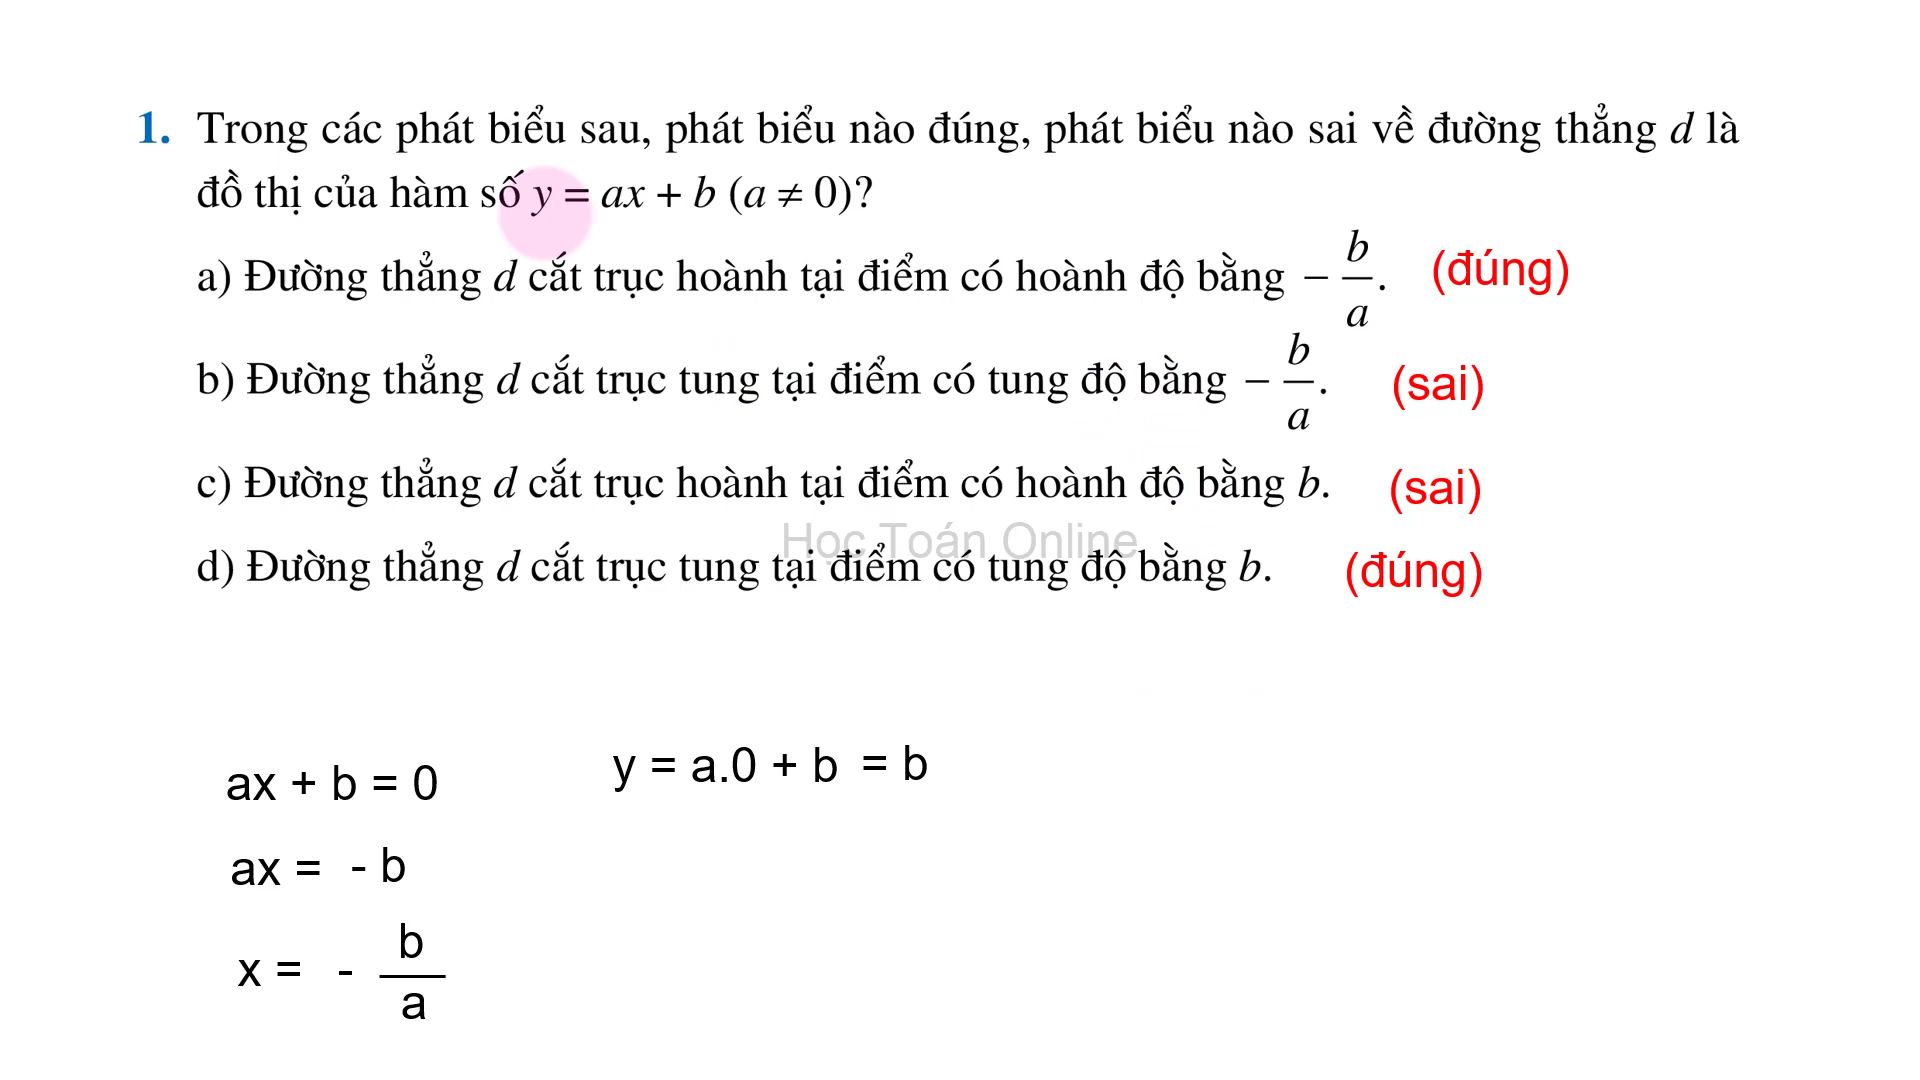 1. Trong các phát biểu sau, phát biểu nào đúng, phát biểu nào sai về đường thẳng d là
đồ thị của hàm số y = ax + b (a ≠ 0)?
a) Đường thẳng d cắt trục hoành tại điểm có hoành độ bằng − b/a. (đúng)
b) Đường thẳng d cắt trục tung tại điểm có tung độ bằng − b/a. (sai)
c) Đường thẳng d cắt trục hoành tại điểm có hoành độ bằng b. (sai)
Học Toán Online
d) Đường thẳng d cắt trục tung tại điểm có tung độ bằng b. (đúng)
ax + b = 0
y = a.0 + b = b
ax = - b
x = - b/a